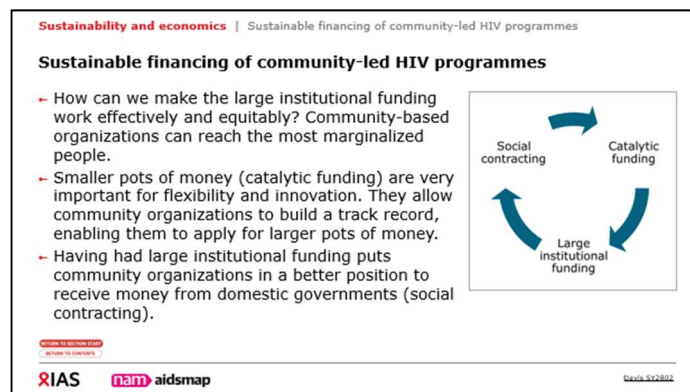 Sustainability and economics | Sustainable financing of community-led HIV programmes
Sustainable financing of community-led HIV programmes
How can we make the large institutional funding
work effectively and equitably? Community-based
organizations can reach the most marginalized
people.
Smaller pots of money (catalytic funding) are very
important for flexibility and innovation. They allow
community organizations to build a track record,
enabling them to apply for larger pots of money.
Having had large institutional funding puts
community organizations in a better position to
receive money from domestic governments (social
contracting).
Social
contracting
Catalytic
funding
Large
institutional
funding
RETURN TO SECTION START
RETURN TO CONTENTS
IAS
nam aidsmap
Davis SY2802